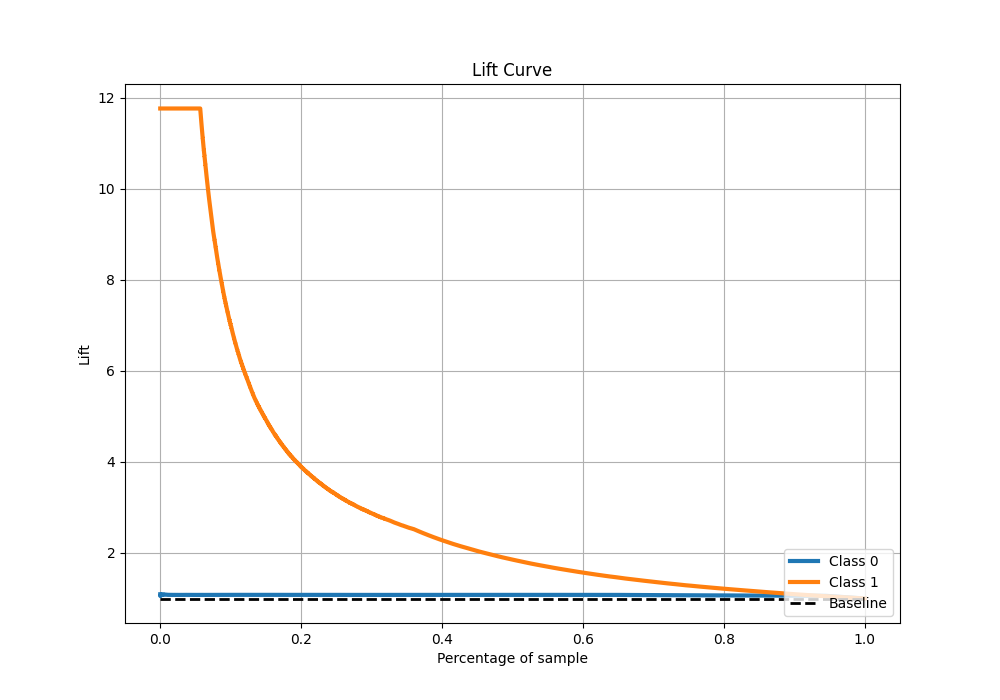 Lift Curve
12
10
8
6
4
2
Lift
0.0 0.2 0.4 0.6 0.8 1.0
Percentage of sample
Class 0
Class 1
Baseline